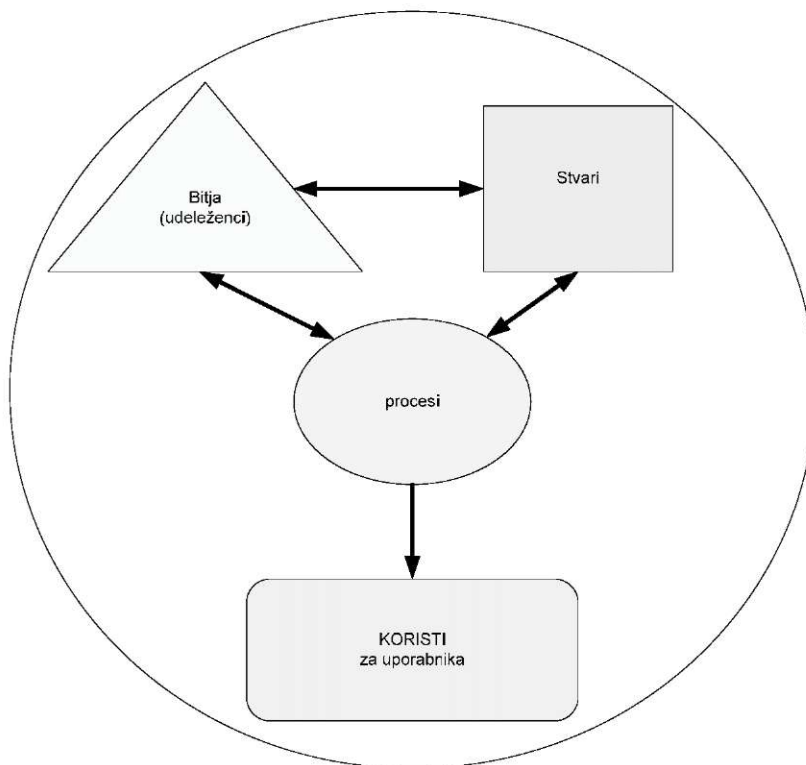 Bitja
(udeleženci)
Stvari
procesi
KORISTI
za uporabnika